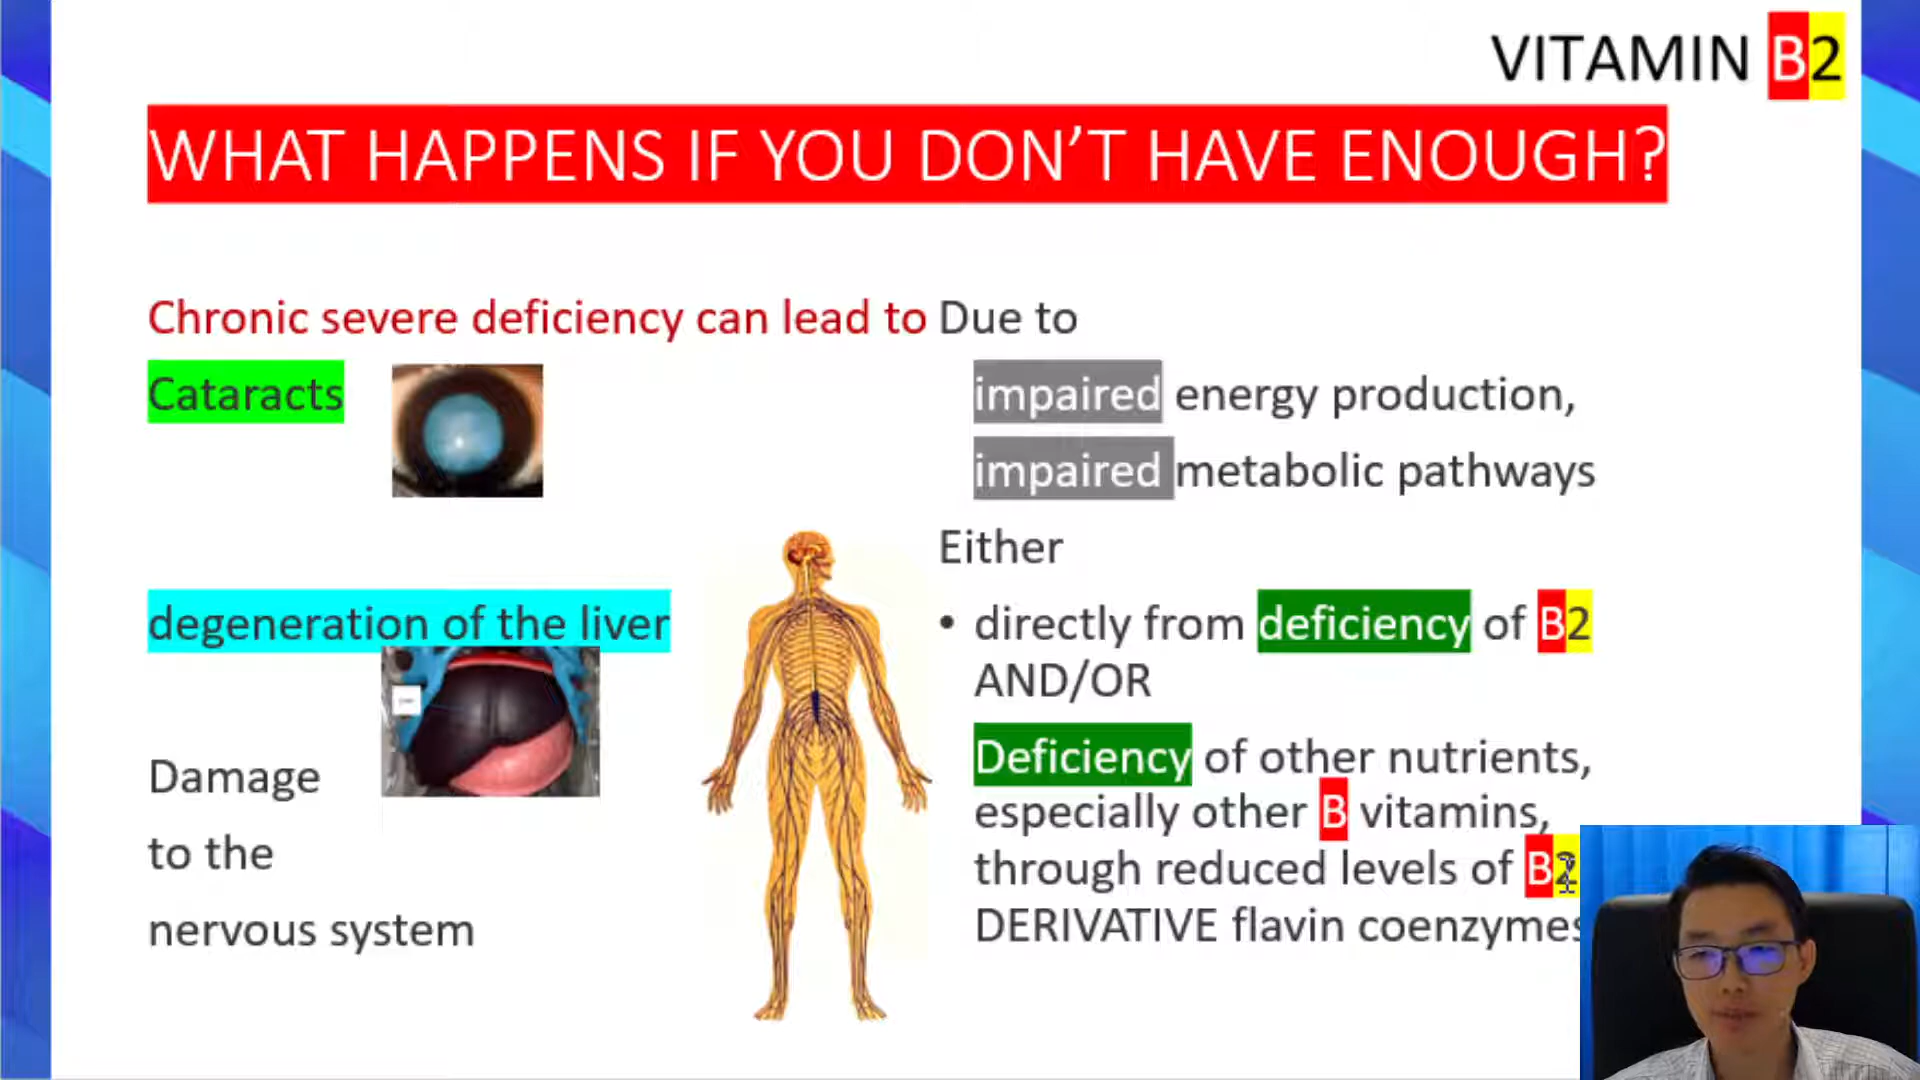 VITAMIN B2
WHAT HAPPENS IF YOU DON’T HAVE ENOUGH?
Chronic severe deficiency can lead to
Cataracts
degeneration of the liver
Damage
to the
nervous system
Due to
impaired energy production,
impaired metabolic pathways
Either
• directly from deficiency of B2
AND/OR
Deficiency of other nutrients,
especially other B vitamins,
through reduced levels of B2
DERIVATIVE flavin coenzymes